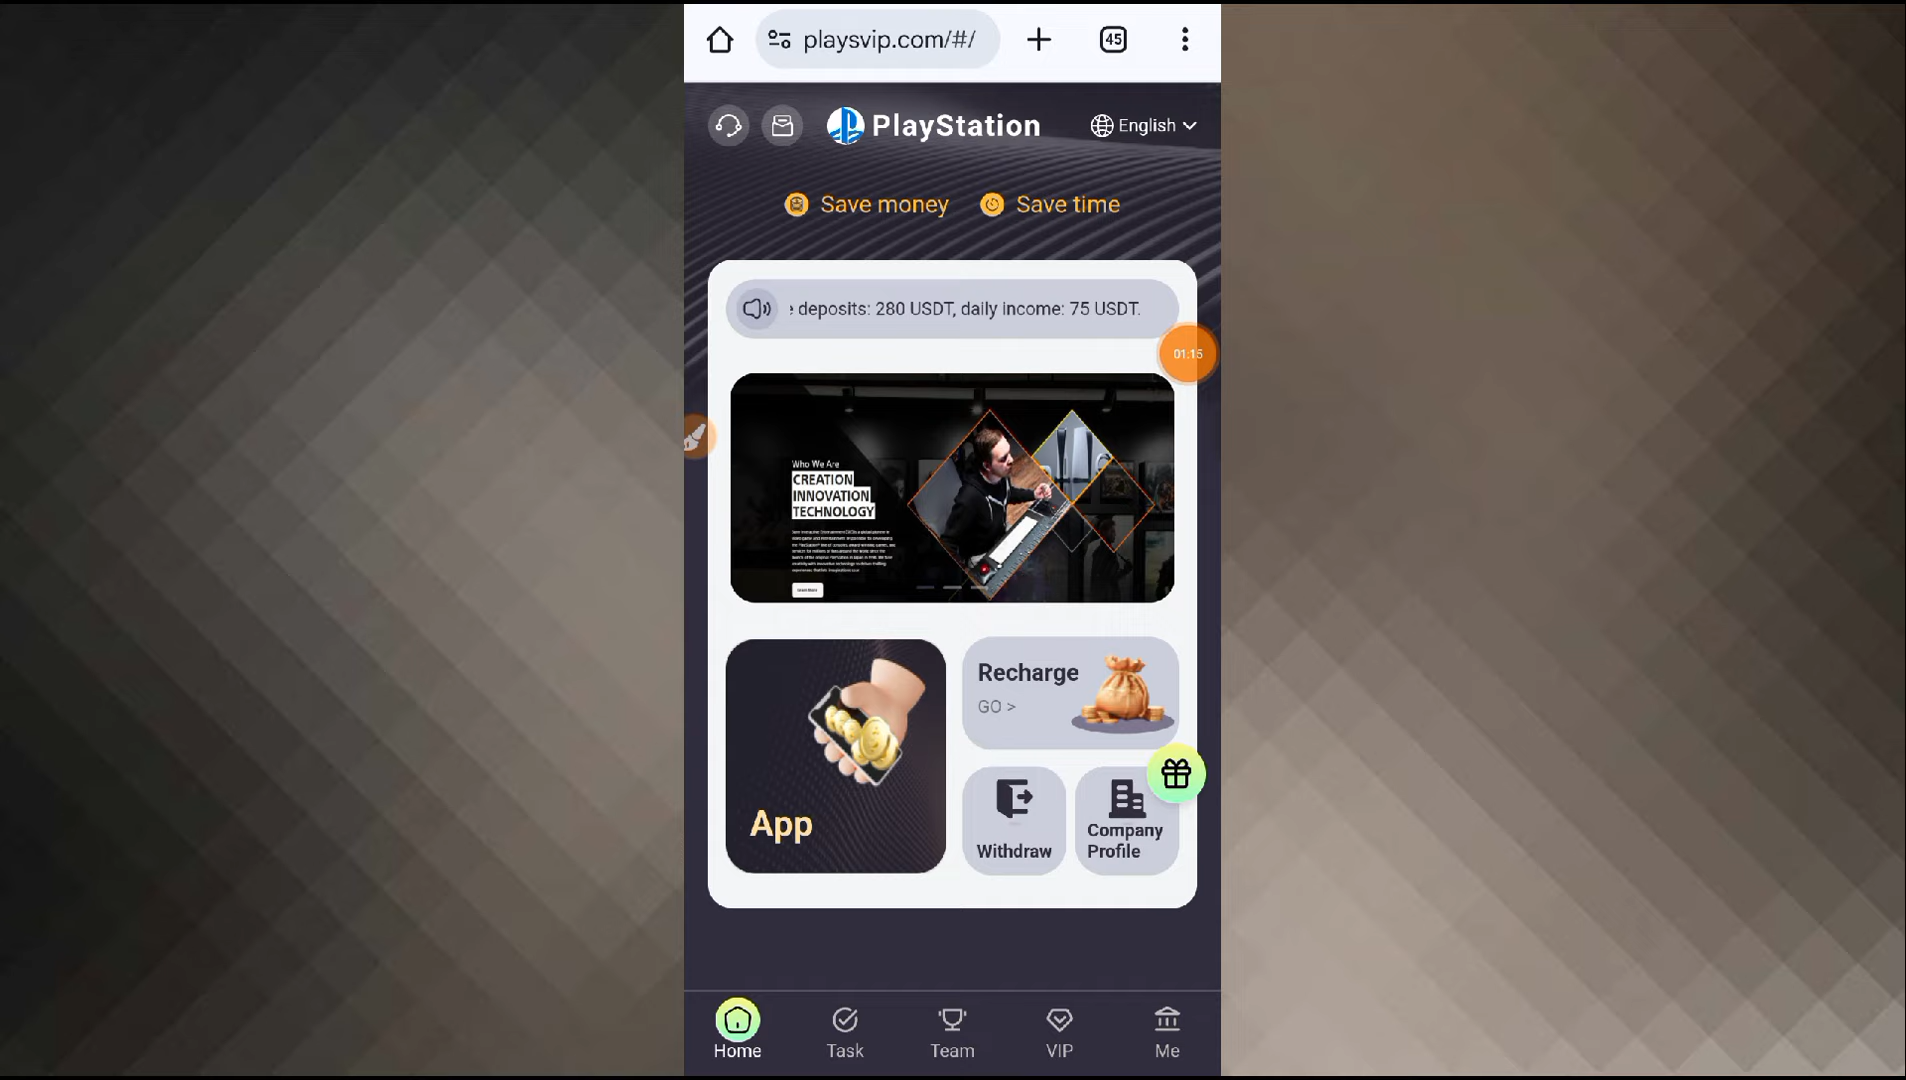 playsvip.com/#/
45
PlayStation
English
Save money
Save time
deposits: 280 USDT, daily income: 75 USDT.
01:15
Who We Are
CREATION
INNOVATION
TECHNOLOGY
Recharge
GO >
App
Withdraw
Company
Profile
Home
Task
Team
VIP
Me